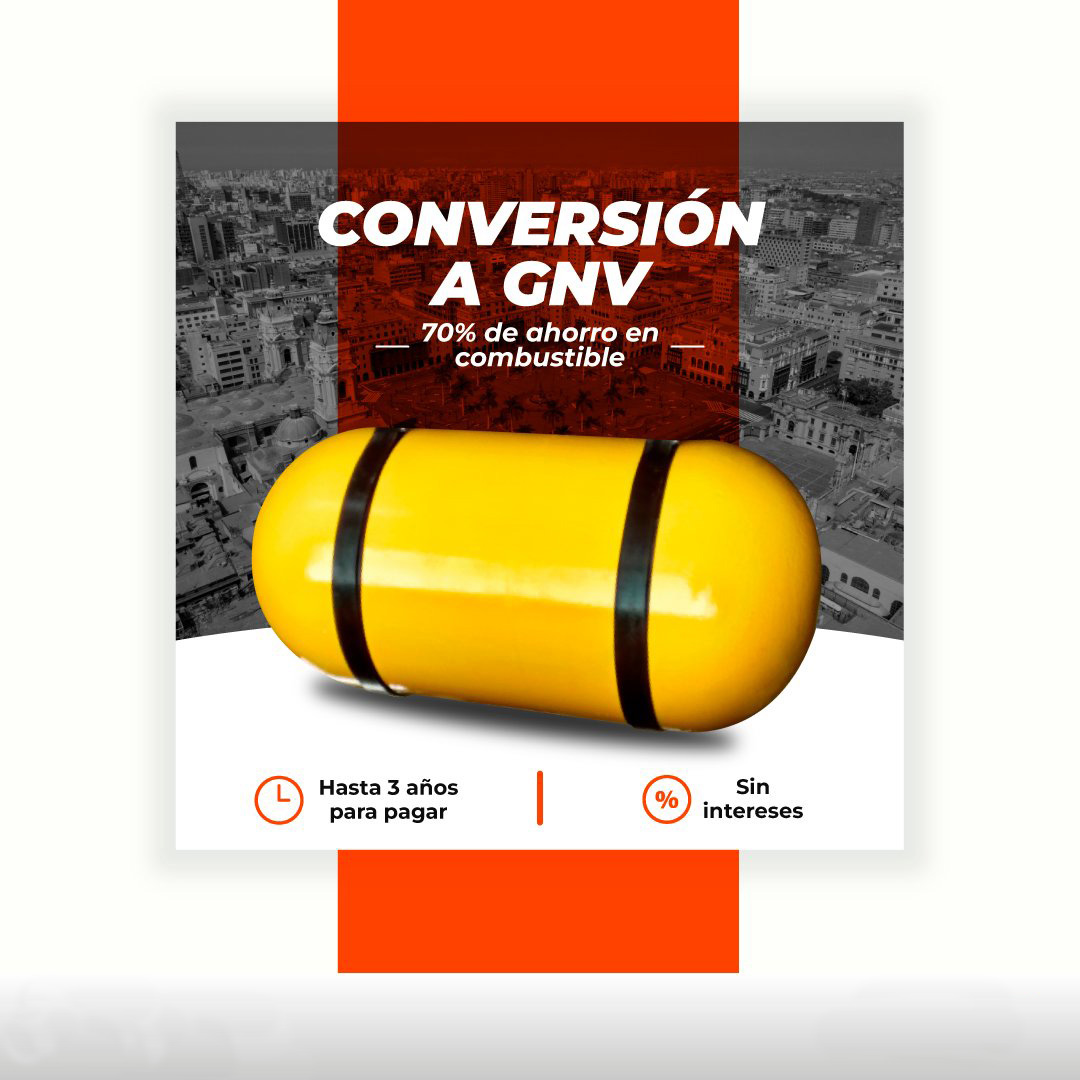 CONVERSIÓN
A GNV
70% de ahorro en
combustible
Hasta 3 años
para pagar
%
Sin
intereses